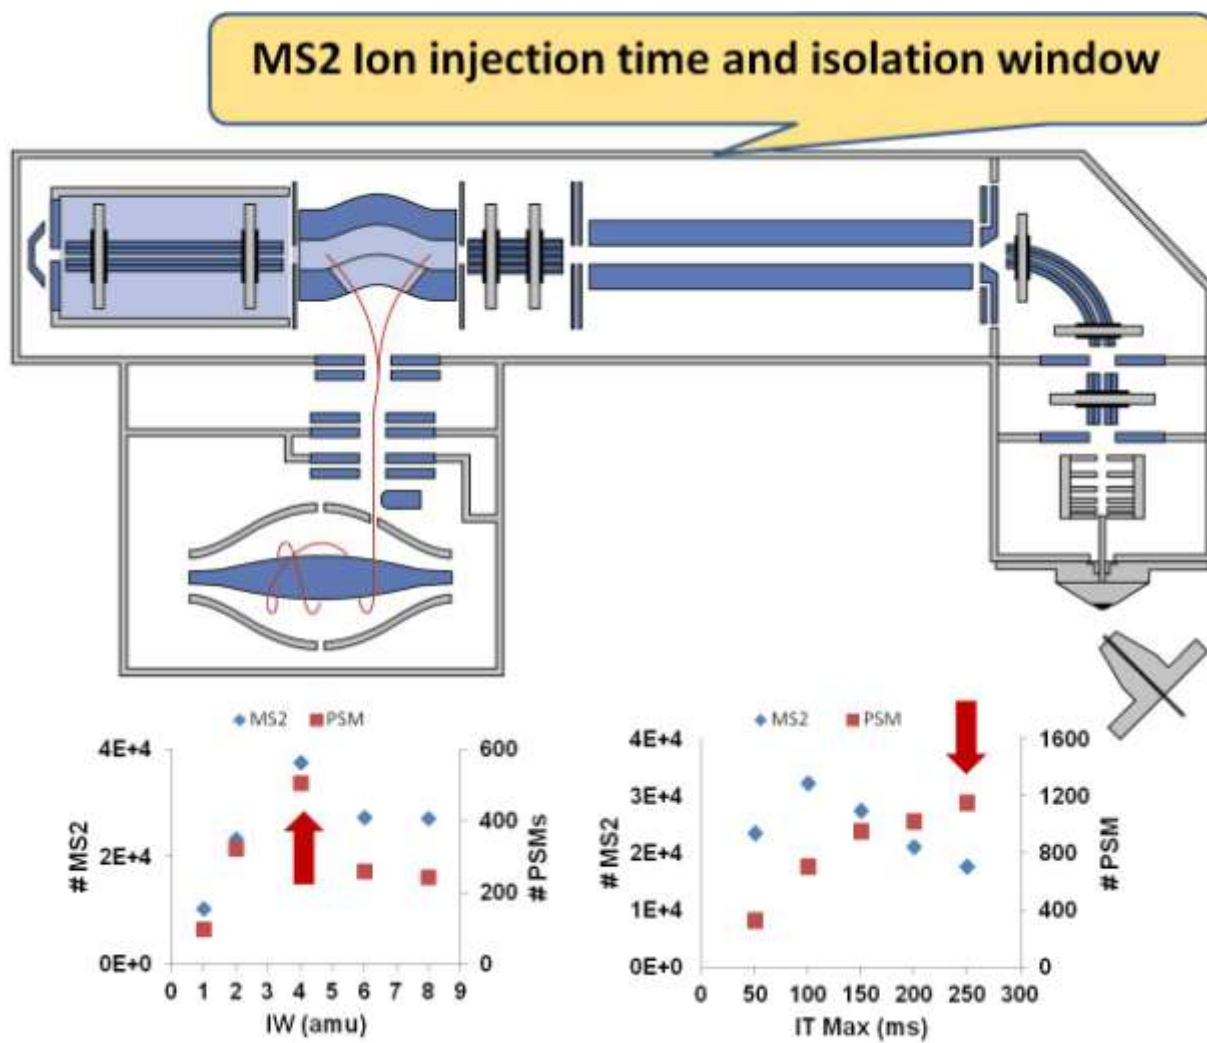 MS2 Ion injection time and isolation window
MS2 PSM
4E+4
2E+4
0E+0
# MS2
600
400
200
0
# PSMs
0 1 2 3 4 5 6 7 8 9
IW (amu)
MS2 PSM
4E+4
3E+4
2E+4
1E+4
0E+0
# MS2
1600
1200
800
400
0
# PSM
0 50 100 150 200 250 300
IT Max (ms)